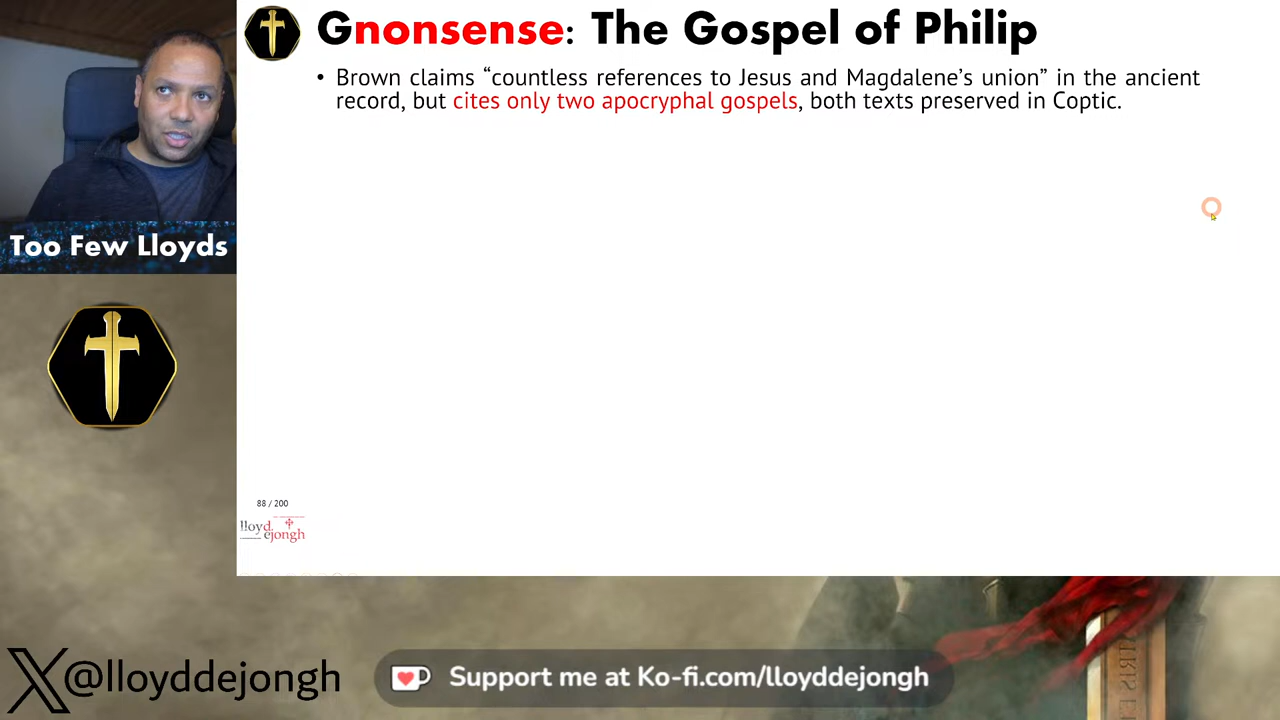 Gnonsense: The Gospel of Philip
• Brown claims “countless references to Jesus and Magdalene’s union” in the ancient
record, but cites only two apocryphal gospels, both texts preserved in Coptic.
Too Few Lloyds
88 / 200
lloyd
ejongh
X@lloyddejongh
Support me at Ko-fi.com/lloyddejongh